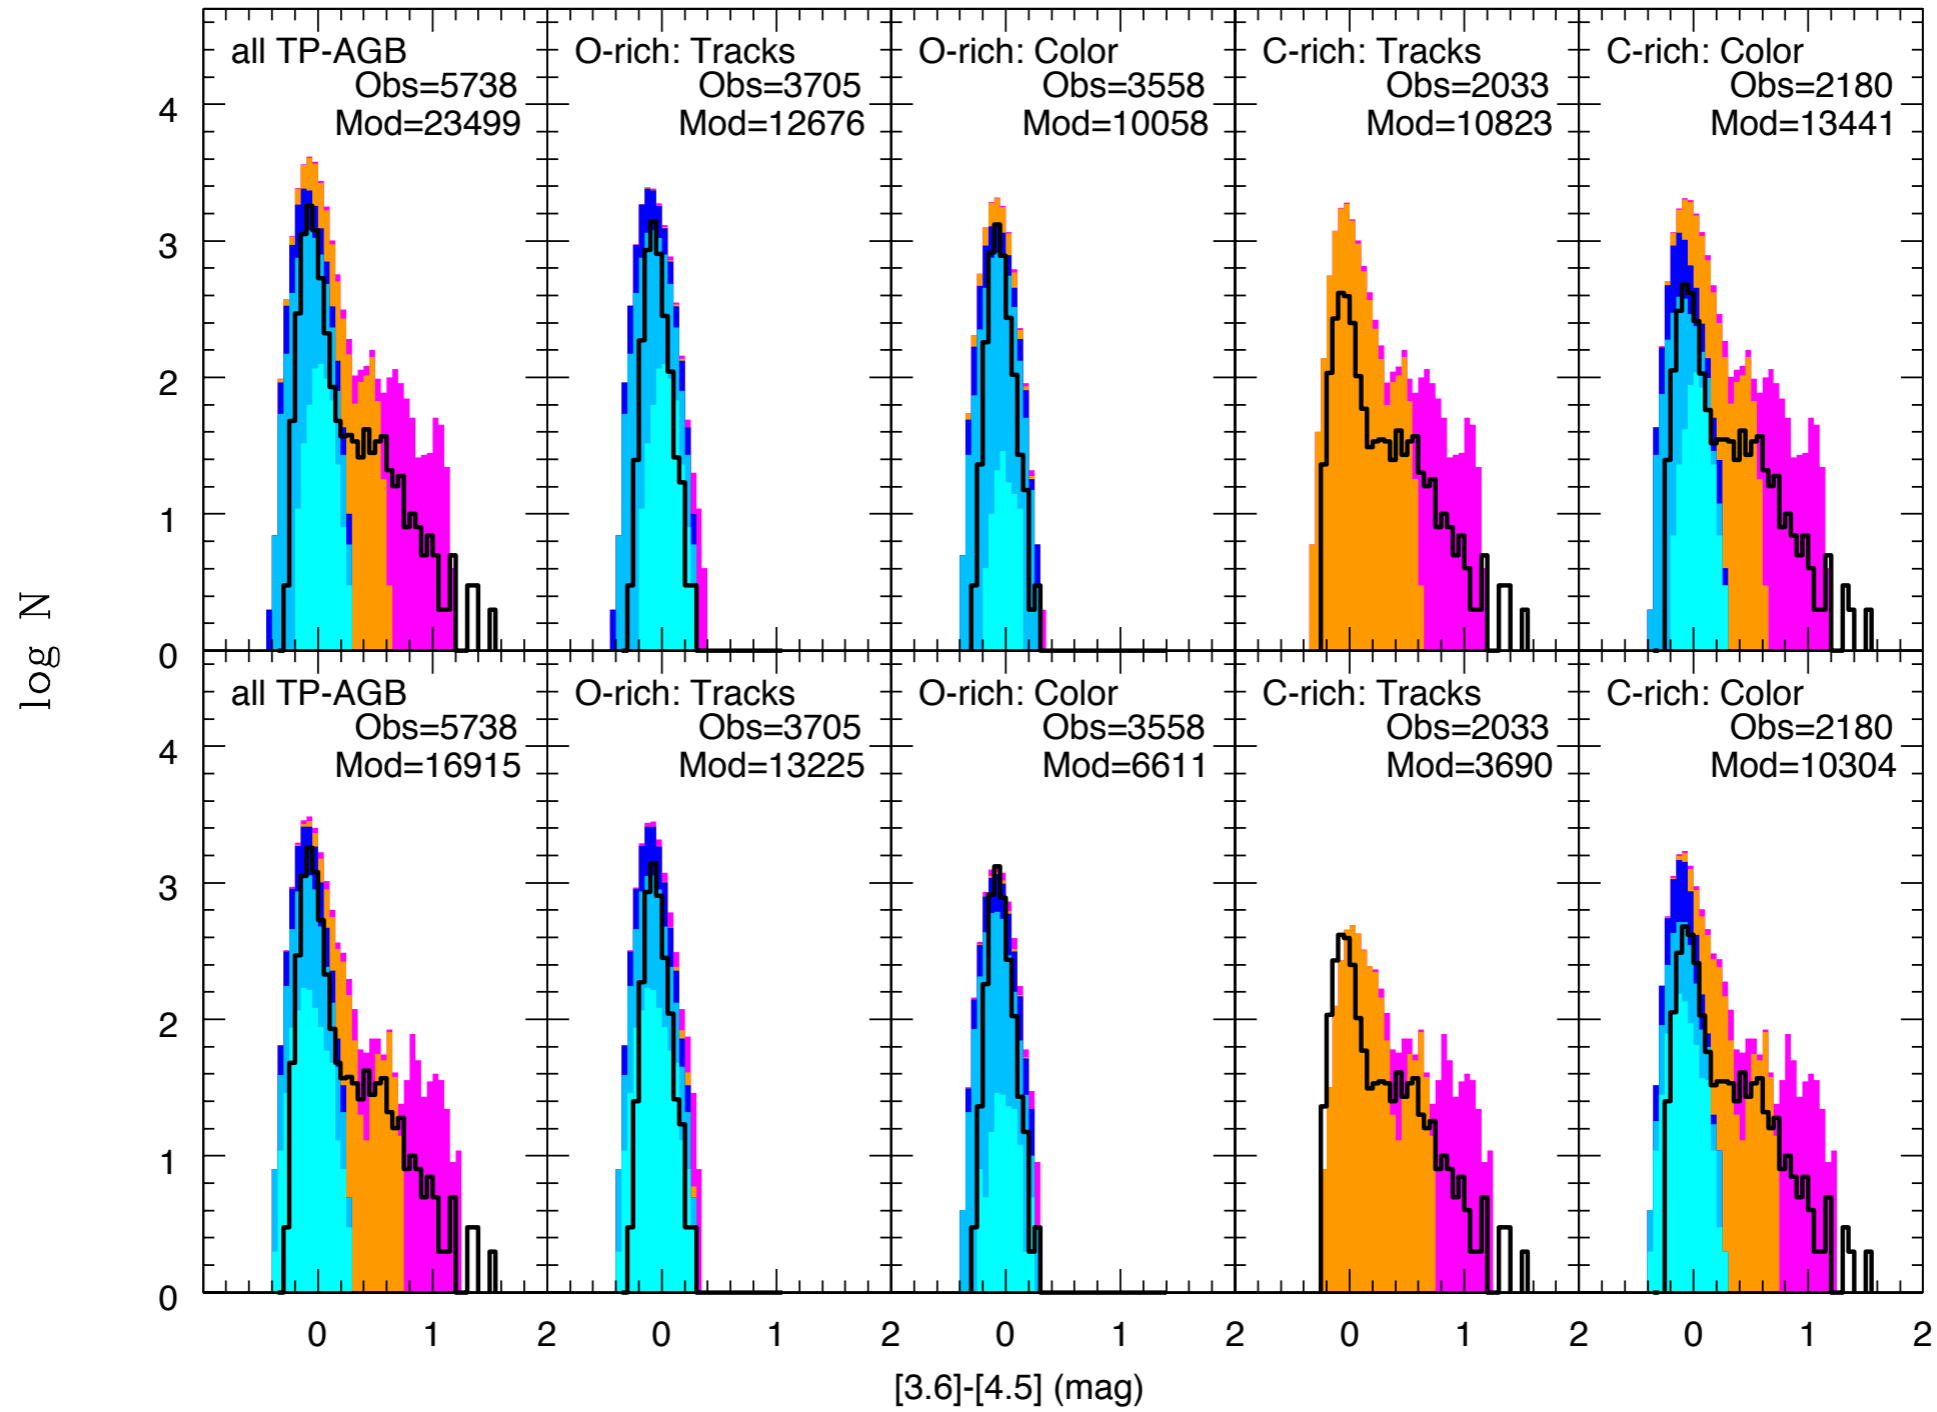 all TP-AGB
Obs=5738
Mod=23499
O-rich: Tracks
Obs=3705
Mod=12676
O-rich: Color
Obs=3558
Mod=10058
C-rich: Tracks
Obs=2033
Mod=10823
C-rich: Color
Obs=2180
Mod=13441
4
3
2
1
0
all TP-AGB
Obs=5738
Mod=16915
O-rich: Tracks
Obs=3705
Mod=13225
O-rich: Color
Obs=3558
Mod=6611
C-rich: Tracks
Obs=2033
Mod=3690
C-rich: Color
Obs=2180
Mod=10304
4
3
2
1
0
log N
0 1 2 0 1 2 0 1 2 0 1 2 0 1 2
[3.6]-[4.5] (mag)